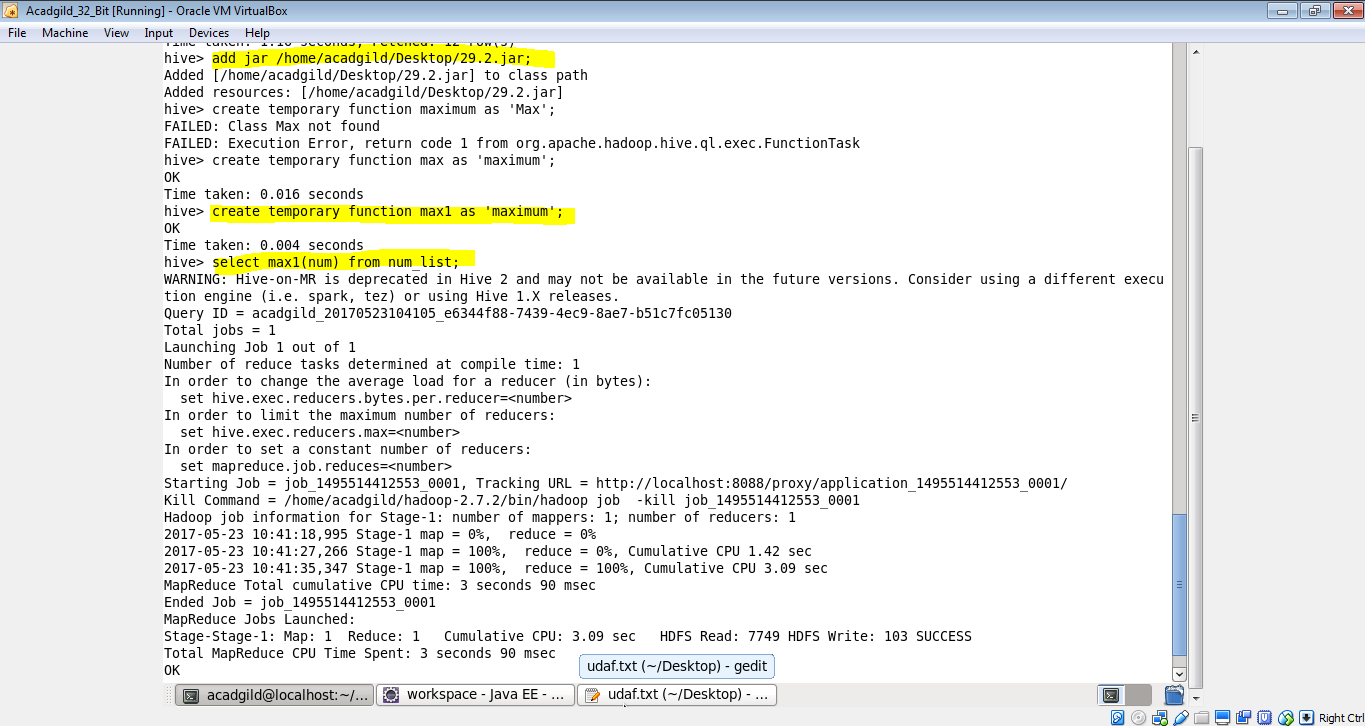 Acadgild_32_Bit [Running] - Oracle VM VirtualBox
File Machine View Input Devices Help
Time taken: 1.16 seconds, Fetched: 12 row(s)
hive> add jar /home/acadgild/Desktop/29.2.jar;
Added [/home/acadgild/Desktop/29.2.jar] to class path
Added resources: [/home/acadgild/Desktop/29.2.jar]
hive> create temporary function maximum as 'Max';
FAILED: Class Max not found
FAILED: Execution Error, return code 1 from org.apache.hadoop.hive.ql.exec.FunctionTask
hive> create temporary function max as 'maximum';
OK
Time taken: 0.016 seconds
hive> create temporary function max1 as 'maximum';
OK
Time taken: 0.004 seconds
hive> select max1(num) from num_list;
WARNING: Hive-on-MR is deprecated in Hive 2 and may not be available in the future versions. Consider using a different execu
tion engine (i.e. spark, tez) or using Hive 1.X releases.
Query ID = acadgild_20170523104105_e6344f88-7439-4ec9-8ae7-b51c7fc05130
Total jobs = 1
Launching Job 1 out of 1
Number of reduce tasks determined at compile time: 1
In order to change the average load for a reducer (in bytes):
  set hive.exec.reducers.bytes.per.reducer=<number>
In order to limit the maximum number of reducers:
  set hive.exec.reducers.max=<number>
In order to set a constant number of reducers:
  set mapreduce.job.reduces=<number>
Starting Job = job_1495514412553_0001, Tracking URL = http://localhost:8088/proxy/application_1495514412553_0001/
Kill Command = /home/acadgild/hadoop-2.7.2/bin/hadoop job  -kill job_1495514412553_0001
Hadoop job information for Stage-1: number of mappers: 1; number of reducers: 1
2017-05-23 10:41:18,995 Stage-1 map = 0%,  reduce = 0%
2017-05-23 10:41:27,266 Stage-1 map = 100%,  reduce = 0%, Cumulative CPU 1.42 sec
2017-05-23 10:41:35,347 Stage-1 map = 100%,  reduce = 100%, Cumulative CPU 3.09 sec
MapReduce Total cumulative CPU time: 3 seconds 90 msec
Ended Job = job_1495514412553_0001
MapReduce Jobs Launched:
Stage-Stage-1: Map: 1  Reduce: 1   Cumulative CPU: 3.09 sec   HDFS Read: 7749 HDFS Write: 103 SUCCESS
Total MapReduce CPU Time Spent: 3 seconds 90 msec
OK
udaf.txt (~/Desktop) - gedit
acadgild@localhost:~/... workspace - Java EE - ... udaf.txt (~/Desktop) - ...
Right Ctrl